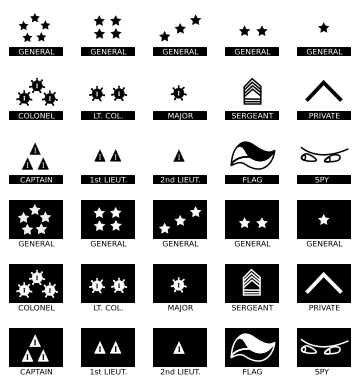 GENERAL GENERAL GENERAL GENERAL GENERAL
COLONEL LT. COL. MAJOR SERGEANT PRIVATE
CAPTAIN 1st LIEUT. 2nd LIEUT. FLAG SPY
GENERAL GENERAL GENERAL GENERAL GENERAL
COLONEL LT. COL. MAJOR SERGEANT PRIVATE
CAPTAIN 1st LIEUT. 2nd LIEUT. FLAG SPY